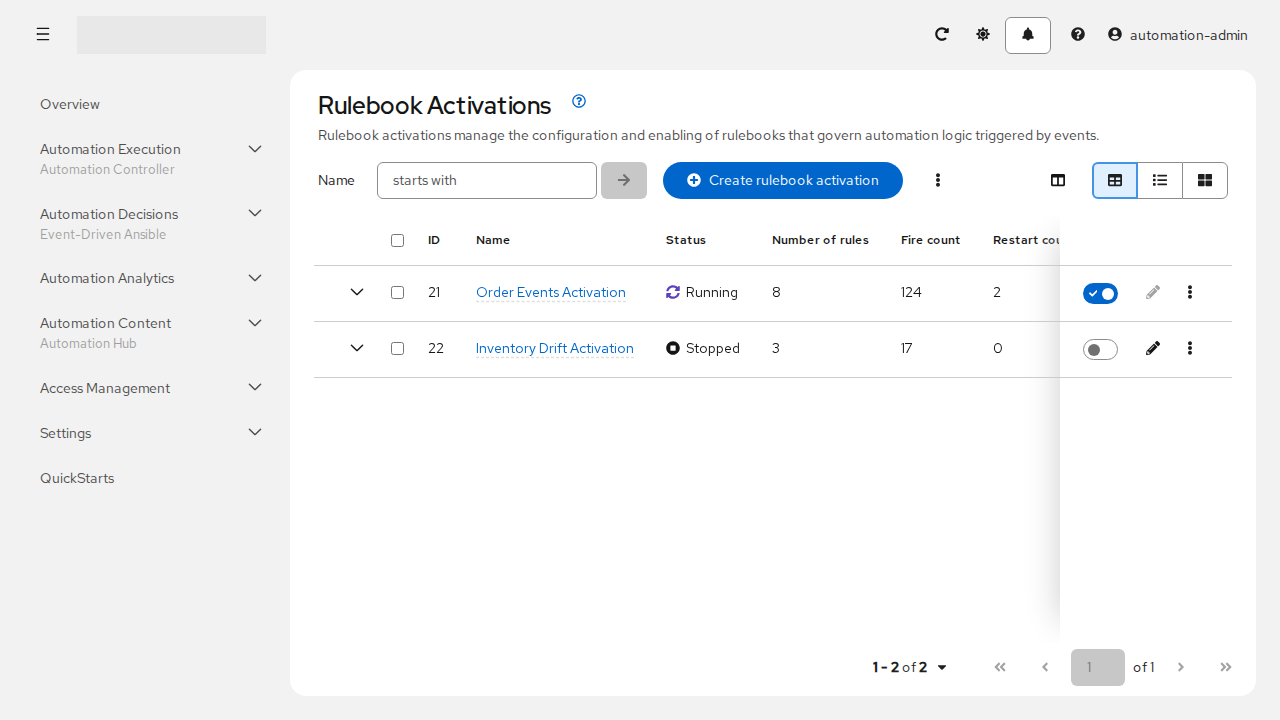 automation-admin
Overview
Automation Execution
Automation Controller
Automation Decisions
Event-Driven Ansible
Automation Analytics
Automation Content
Automation Hub
Access Management
Settings
QuickStarts
Rulebook Activations
Rulebook activations manage the configuration and enabling of rulebooks that govern automation logic triggered by events.
Name starts with Create rulebook activation
ID Name Status Number of rules Fire count Restart cou
21 Order Events Activation Running 8 124 2
22 Inventory Drift Activation Stopped 3 17 0
1 - 2 of 2 1 of 1